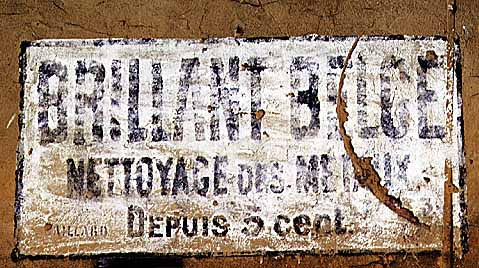 BRILLANT BELGE
NETTOYAGE DES METAUX
DEPUIS 5 cent.